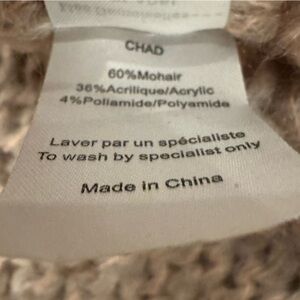 CHAD
60%Mohair
36%Acrilique/Acrylic
4%Poliamide/Polyamide
Laver par un spécialiste
To wash by specialist only
Made in China